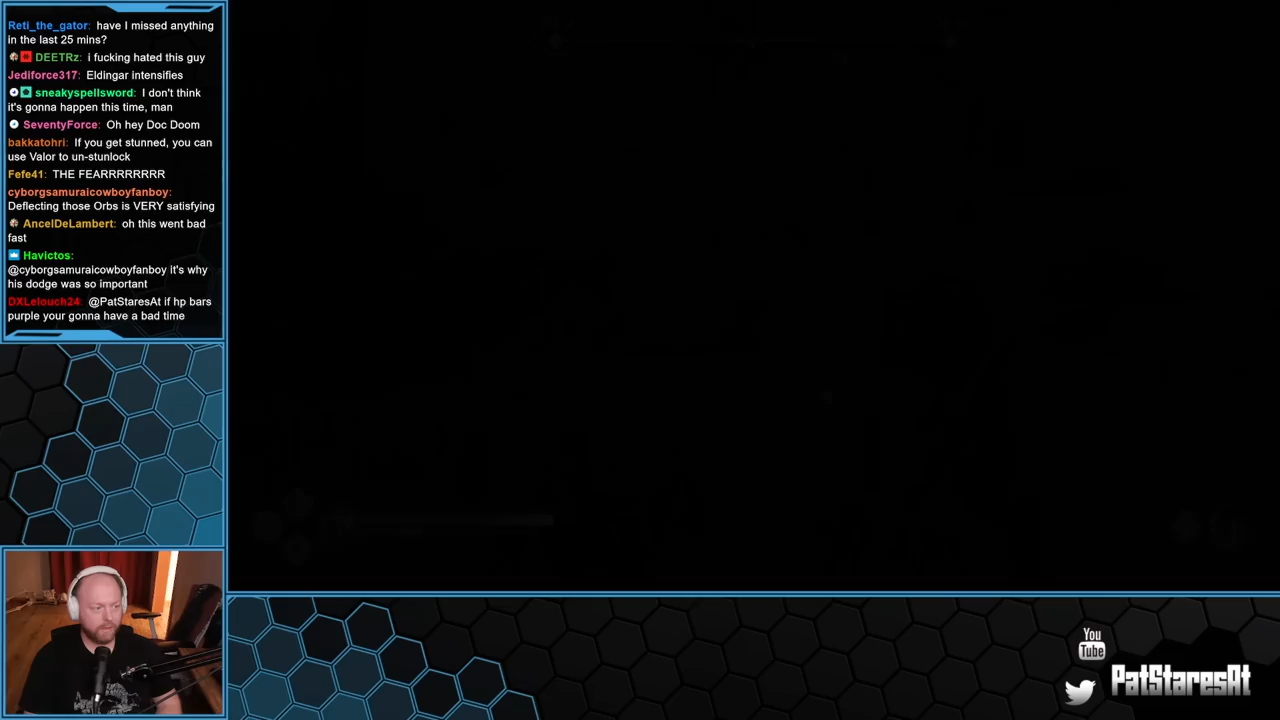 Reti_the_gator: have I missed anything
in the last 25 mins?
DEETRz: i fucking hated this guy
Jediforce317: Eldingar intensifies
sneakyspellsword: I don't think
it's gonna happen this time, man
SeventyForce: Oh hey Doc Doom
bakkatohri: If you get stunned, you can
use Valor to un-stunlock
Fefe41: THE FEARRRRRRRR
cyborgsamuraicowboyfanboy:
Deflecting those Orbs is VERY satisfying
AncelDeLambert: oh this went bad
fast
Havictos:
@cyborgsamuraicowboyfanboy it's why
his dodge was so important
DXLelouch24: @PatStaresAt if hp bars
purple your gonna have a bad time
You
Tube
PatStaresAt